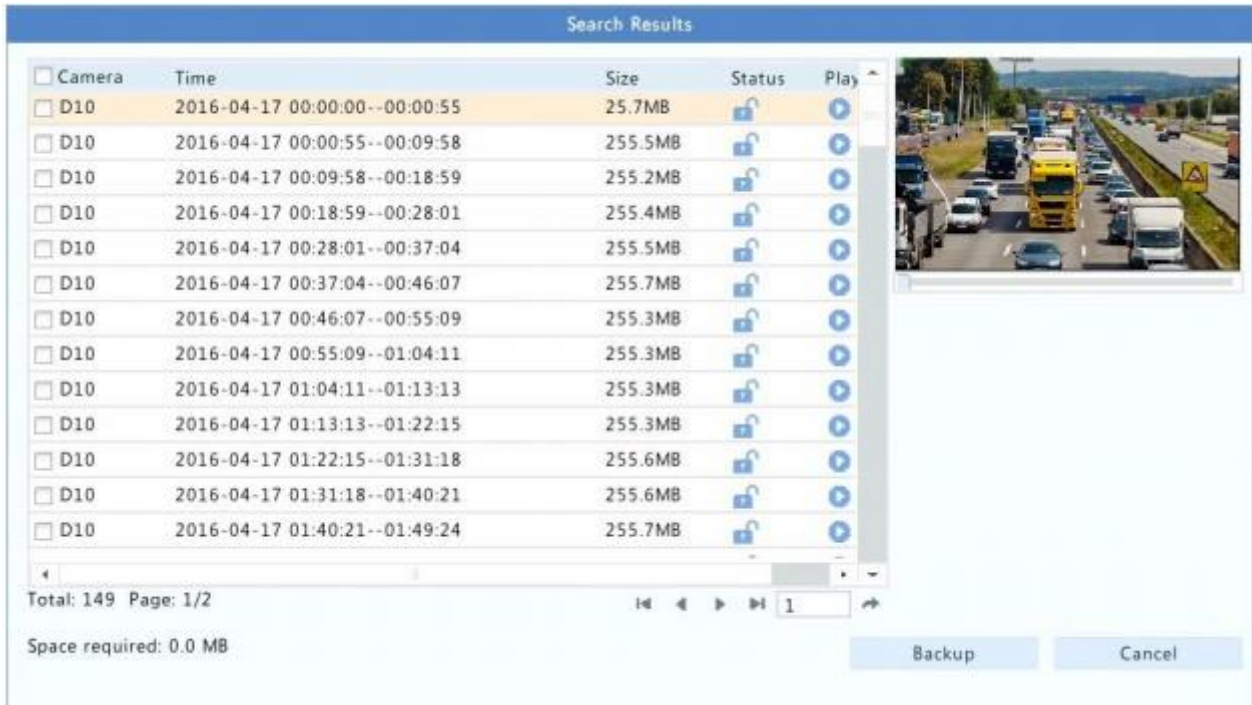 Search Results
Camera Time Size Status Play
D10 2016-04-17 00:00:00--00:00:55 25.7MB
D10 2016-04-17 00:00:55--00:09:58 255.5MB
D10 2016-04-17 00:09:58--00:18:59 255.2MB
D10 2016-04-17 00:18:59--00:28:01 255.4MB
D10 2016-04-17 00:28:01--00:37:04 255.5MB
D10 2016-04-17 00:37:04--00:46:07 255.7MB
D10 2016-04-17 00:46:07--00:55:09 255.3MB
D10 2016-04-17 00:55:09--01:04:11 255.3MB
D10 2016-04-17 01:04:11--01:13:13 255.3MB
D10 2016-04-17 01:13:13--01:22:15 255.3MB
D10 2016-04-17 01:22:15--01:31:18 255.6MB
D10 2016-04-17 01:31:18--01:40:21 255.6MB
D10 2016-04-17 01:40:21--01:49:24 255.7MB
Total: 149 Page: 1/2 1
Space required: 0.0 MB Backup Cancel